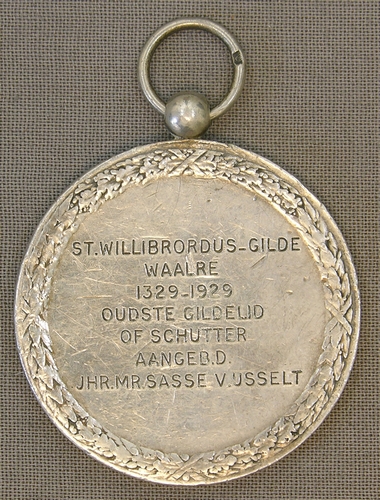 ST.WILLIBRORDUS-GILDE
WAALRE
1329-1929
OUDSTE GILDELID
OF SCHUTTER
AANGEB.D.
JHR.MR.SASSE V.IJSSELT